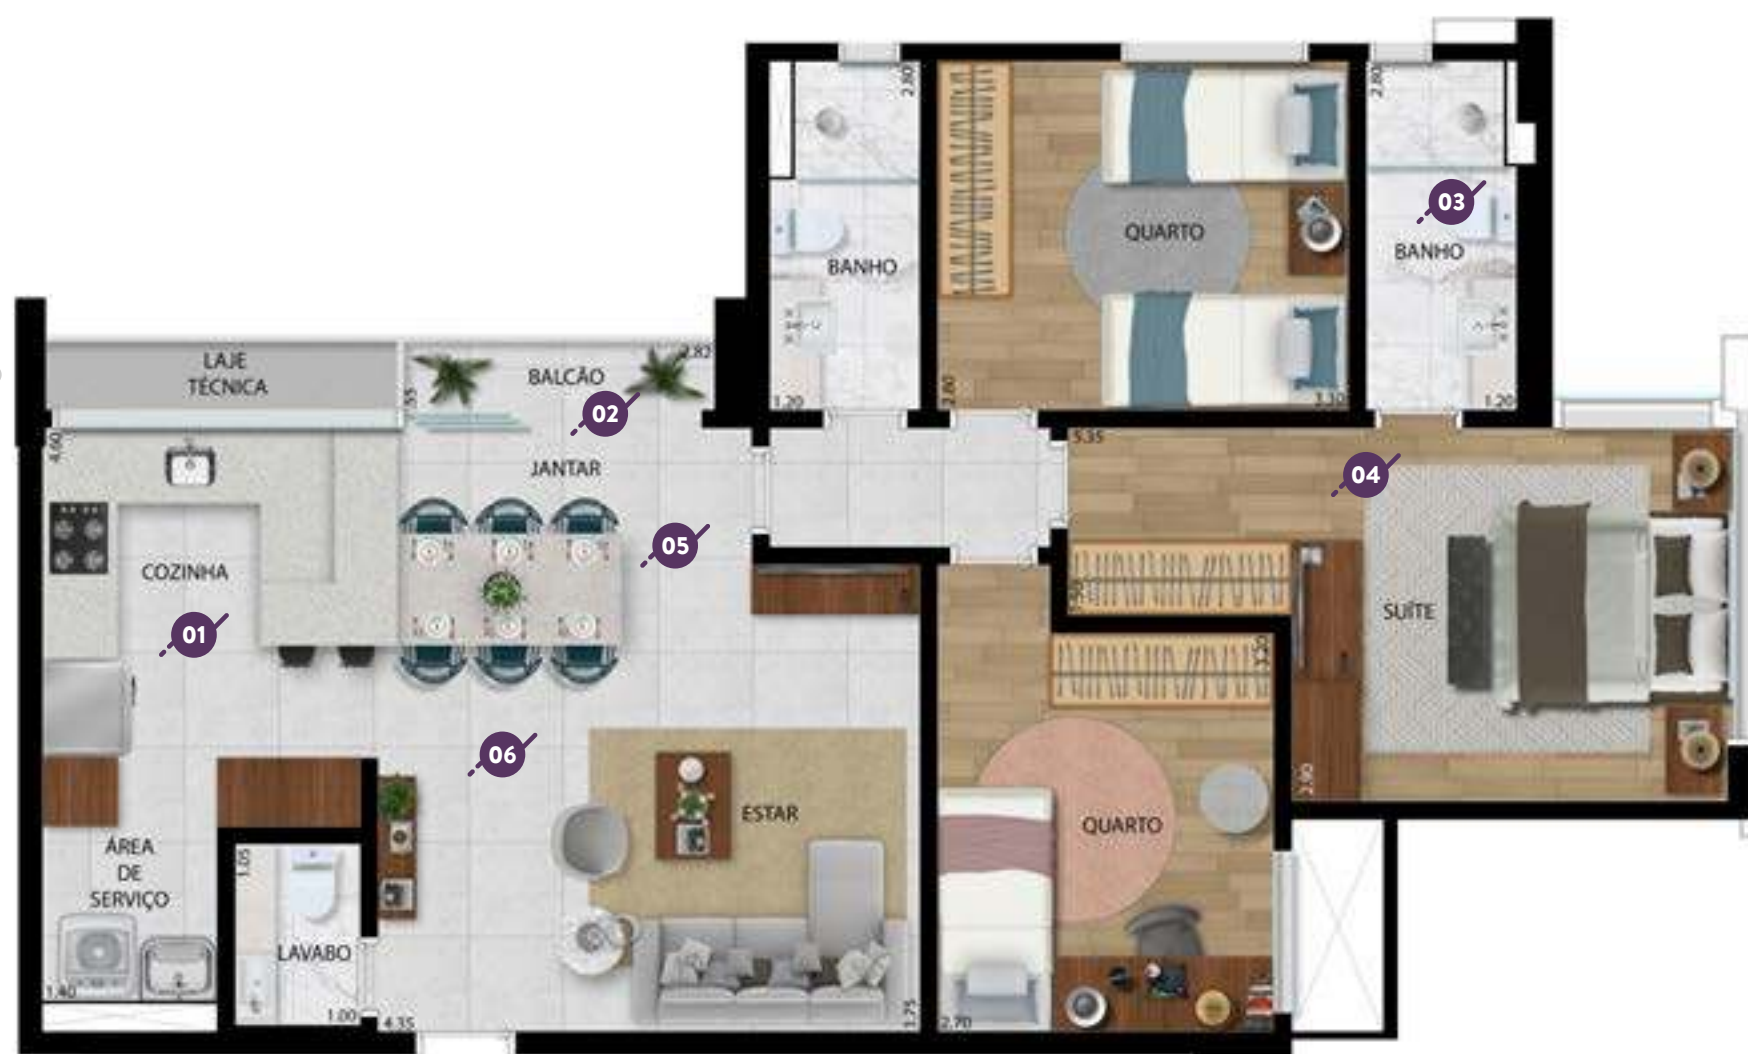 2.80
2.80
03
QUARTO
BANHO
BANHO
LAJE
TÉCNICA
2.82
BALCÃO
1.20
2.80
3.30
1.20
02
4.60
5.35
JANTAR
04
05
COZINHA
SUÍTE
01
06
ESTAR
QUARTO
ÁREA
DE
SERVIÇO
1.05
LAVABO
1.40
1.00
4.35
2.70